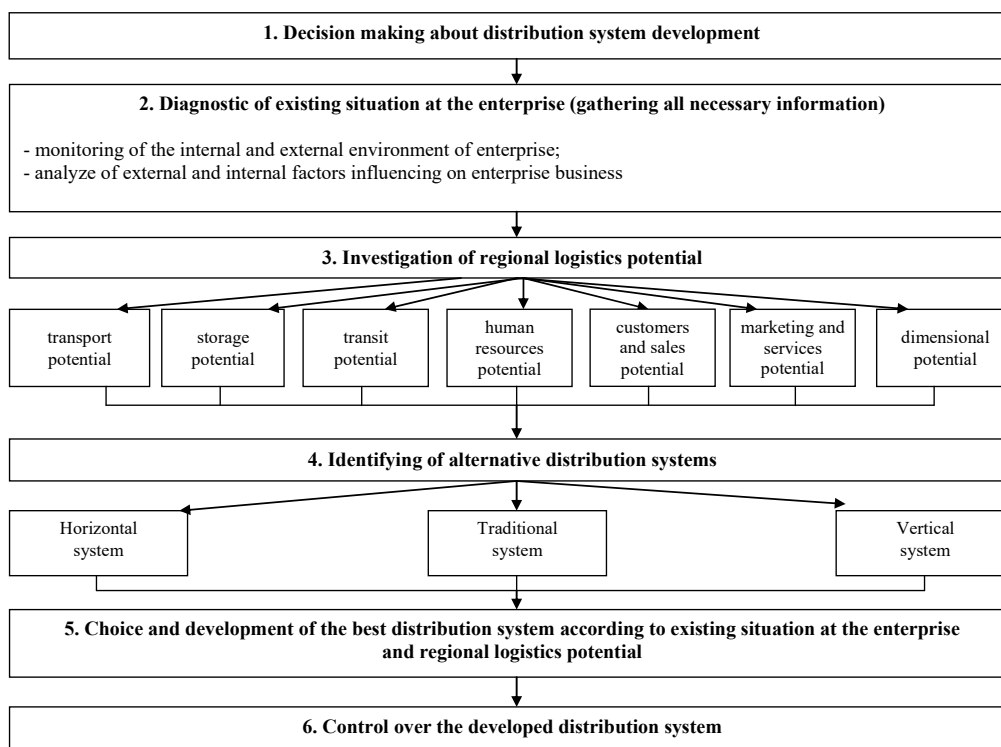 1. Decision making about distribution system development
2. Diagnostic of existing situation at the enterprise (gathering all necessary information)
- monitoring of the internal and external environment of enterprise;
- analyze of external and internal factors influencing on enterprise business
3. Investigation of regional logistics potential
transport
potential
storage
potential
transit
potential
human
resources
potential
customers
and sales
potential
marketing and
services
potential
dimensional
potential
4. Identifying of alternative distribution systems
Horizontal
system
Traditional
system
Vertical
system
5. Choice and development of the best distribution system according to existing situation at the enterprise
and regional logistics potential
6. Control over the developed distribution system